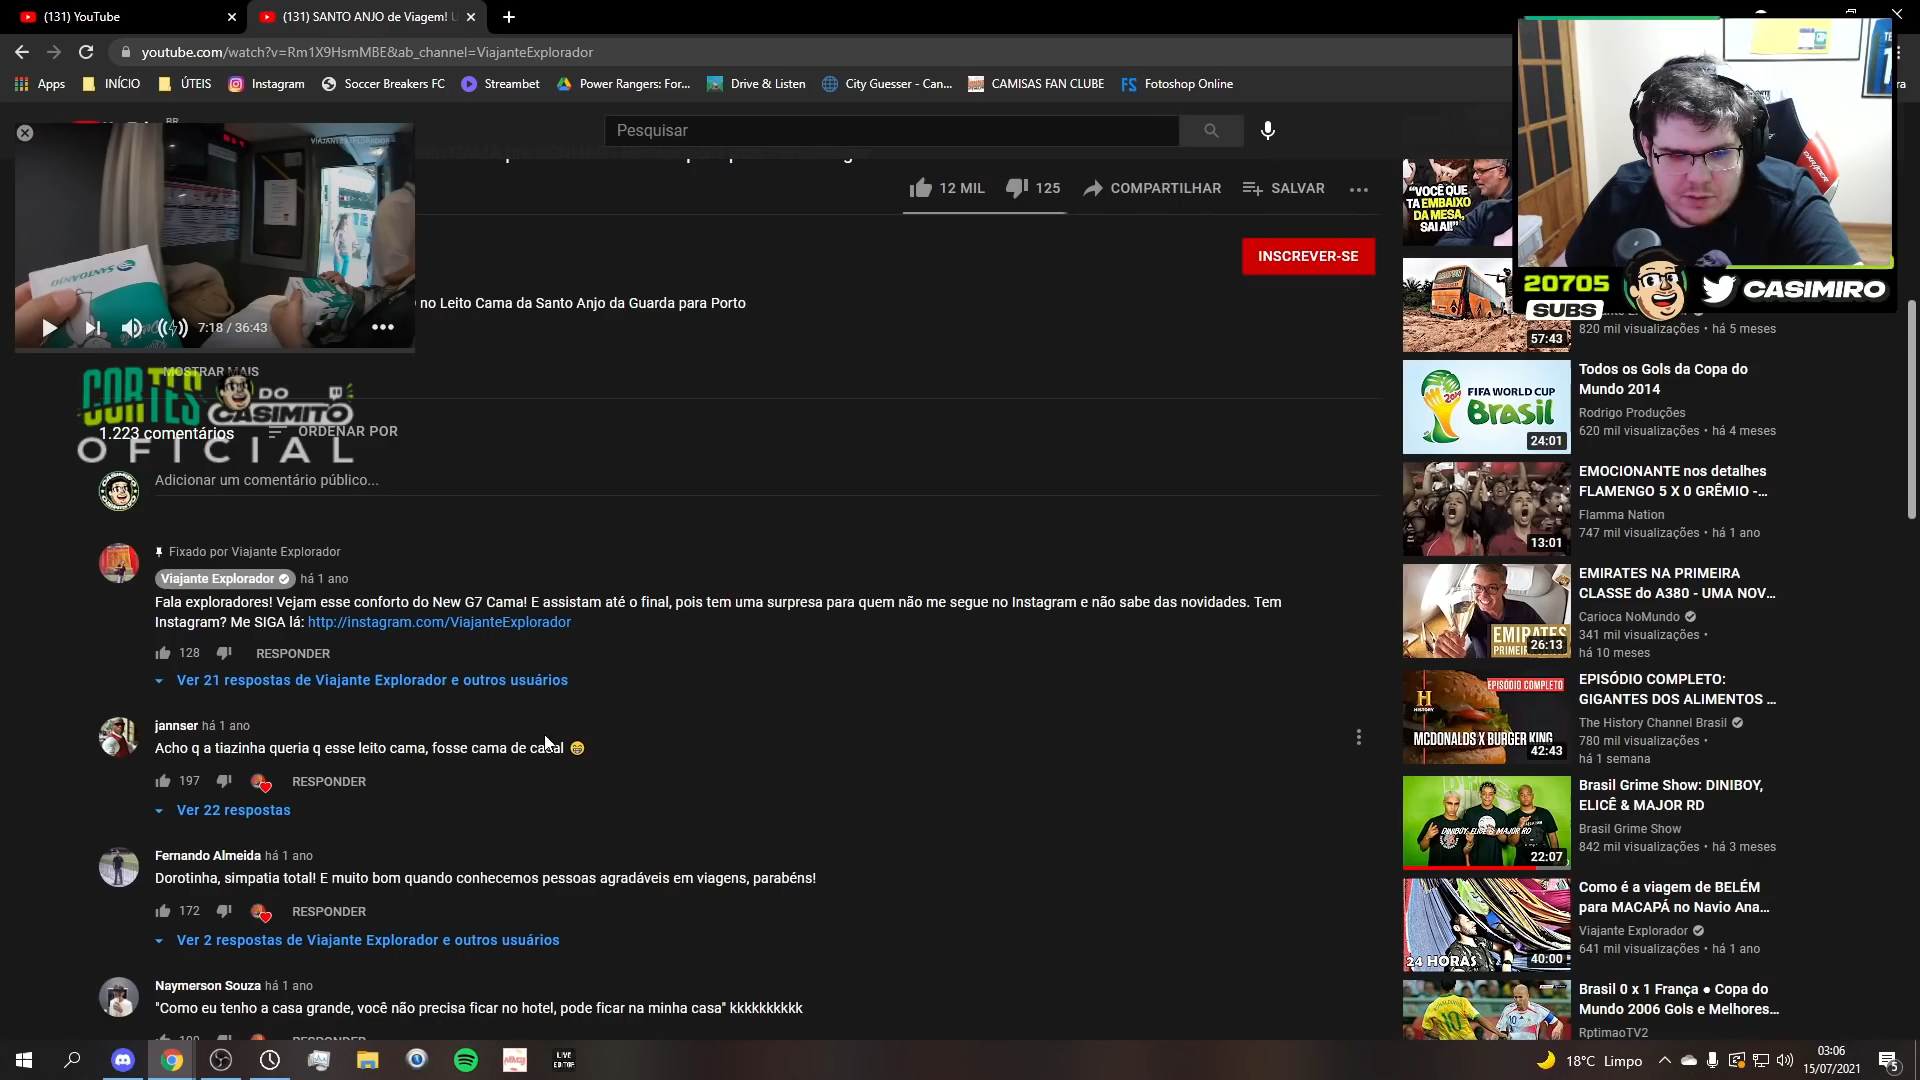 (131) YouTube
(131) SANTO ANJO de Viagem! U
youtube.com/watch?v=Rm1X9HsmMBE&ab_channel=ViajanteExplorador
Apps
INÍCIO
ÚTEIS
Instagram
Soccer Breakers FC
Streambet
Power Rangers: For...
Drive & Listen
City Guesser - Can...
CAMISAS FAN CLUBE
Fotoshop Online
BR
Pesquisar
VIAJANTE EXPLORADOR
SANTO ANJO
7:18 / 36:43
12 MIL
125
COMPARTILHAR
SALVAR
INSCREVER-SE
no Leito Cama da Santo Anjo da Guarda para Porto
MOSTRAR MAIS
CORTES
DO
CASIMITO
OFICIAL
1.223 comentários
ORDENAR POR
Adicionar um comentário público...
Fixado por Viajante Explorador
Viajante Explorador há 1 ano
Fala exploradores! Vejam esse conforto do New G7 Cama! E assistam até o final, pois tem uma surpresa para quem não me segue no Instagram e não sabe das novidades. Tem
Instagram? Me SIGA lá: http://instagram.com/ViajanteExplorador
128
RESPONDER
Ver 21 respostas de Viajante Explorador e outros usuários
jannser há 1 ano
Acho q a tiazinha queria q esse leito cama, fosse cama de casal 😁
197
RESPONDER
Ver 22 respostas
Fernando Almeida há 1 ano
Dorotinha, simpatia total! E muito bom quando conhecemos pessoas agradáveis em viagens, parabéns!
172
RESPONDER
Ver 2 respostas de Viajante Explorador e outros usuários
Naymerson Souza há 1 ano
"Como eu tenho a casa grande, você não precisa ficar no hotel, pode ficar na minha casa" kkkkkkkkkk
RESPONDER
"VOCÊ QUE
TA EMBAIXO
DA MESA,
SAI AI!"
20705
SUBS
CASIMIRO
57:43
820 mil visualizações • há 5 meses
FIFA WORLD CUP
Brasil
24:01
Todos os Gols da Copa do
Mundo 2014
Rodrigo Produções
620 mil visualizações • há 4 meses
13:01
EMOCIONANTE nos detalhes
FLAMENGO 5 X 0 GRÊMIO -...
Flamma Nation
747 mil visualizações • há 1 ano
EMIRATES
PRIMEIRA
26:13
EMIRATES NA PRIMEIRA
CLASSE do A380 - UMA NOV...
Carioca NoMundo
341 mil visualizações •
há 10 meses
EPISÓDIO COMPLETO
H
HISTORY
MCDONALDS X BURGER KING
42:43
EPISÓDIO COMPLETO:
GIGANTES DOS ALIMENTOS ...
The History Channel Brasil
780 mil visualizações •
há 1 semana
DINIBOY, ELICÊ & MAJOR RD
22:07
Brasil Grime Show: DINIBOY,
ELICÊ & MAJOR RD
Brasil Grime Show
842 mil visualizações • há 3 meses
24 HORAS
40:00
Como é a viagem de BELÉM
para MACAPÁ no Navio Ana...
Viajante Explorador
641 mil visualizações • há 1 ano
Brasil 0 x 1 França ● Copa do
Mundo 2006 Gols e Melhores...
RptimaoTV2
LIVE
EDITOR
18°C Limpo
03:06
15/07/2021
5